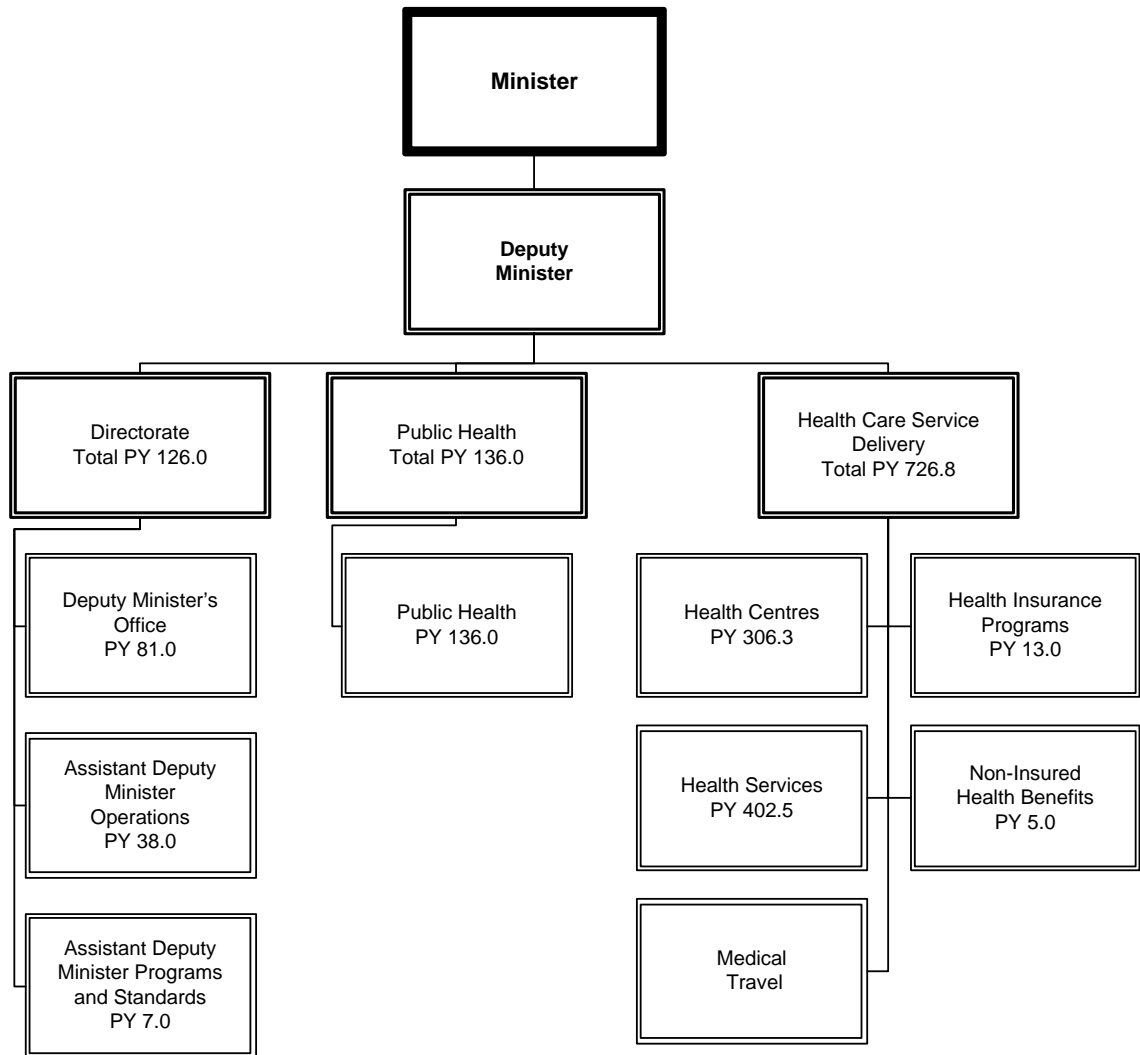 Minister
Deputy
Minister
Directorate
Total PY 126.0
Public Health
Total PY 136.0
Health Care Service
Delivery
Total PY 726.8
Deputy Minister’s
Office
PY 81.0
Public Health
PY 136.0
Health Centres
PY 306.3
Health Insurance
Programs
PY 13.0
Assistant Deputy
Minister
Operations
PY 38.0
Health Services
PY 402.5
Non-Insured
Health Benefits
PY 5.0
Assistant Deputy
Minister Programs
and Standards
PY 7.0
Medical
Travel